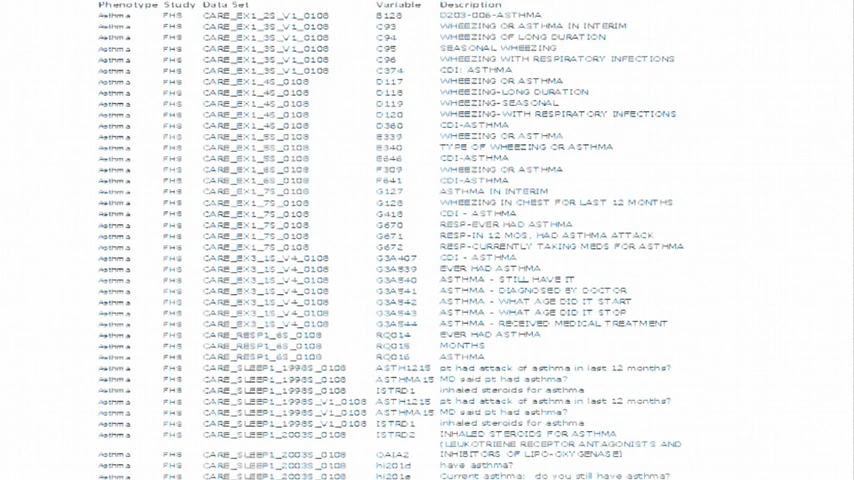 Phenotype Study Data Set Variable Description
Asthma FHS CARE_EX1_2S_V1_0108 B128 D203-006-ASTHMA
Asthma FHS CARE_EX1_3S_V1_0108 C93 WHEEZING OR ASTHMA IN INTERIM
Asthma FHS CARE_EX1_3S_V1_0108 C94 WHEEZING OF LONG DURATION
Asthma FHS CARE_EX1_3S_V1_0108 C95 SEASONAL WHEEZING
Asthma FHS CARE_EX1_3S_V1_0108 C96 WHEEZING WITH RESPIRATORY INFECTIONS
Asthma FHS CARE_EX1_3S_V1_0108 C374 CDI: ASTHMA
Asthma FHS CARE_EX1_4S_0108 D117 WHEEZING OR ASTHMA
Asthma FHS CARE_EX1_4S_0108 D118 WHEEZING-LONG DURATION
Asthma FHS CARE_EX1_4S_0108 D119 WHEEZING-SEASONAL
Asthma FHS CARE_EX1_4S_0108 D120 WHEEZING-WITH RESPIRATORY INFECTIONS
Asthma FHS CARE_EX1_4S_0108 D360 CDI-ASTHMA
Asthma FHS CARE_EX1_5S_0108 E339 WHEEZING OR ASTHMA
Asthma FHS CARE_EX1_5S_0108 E340 TYPE OF WHEEZING OR ASTHMA
Asthma FHS CARE_EX1_5S_0108 E646 CDI-ASTHMA
Asthma FHS CARE_EX1_6S_0108 F309 WHEEZING OR ASTHMA
Asthma FHS CARE_EX1_6S_0108 F641 CDI-ASTHMA
Asthma FHS CARE_EX1_7S_0108 G127 ASTHMA IN INTERIM
Asthma FHS CARE_EX1_7S_0108 G128 WHEEZING IN CHEST FOR LAST 12 MONTHS
Asthma FHS CARE_EX1_7S_0108 G418 CDI - ASTHMA
Asthma FHS CARE_EX1_7S_0108 G670 RESP-EVER HAD ASTHMA
Asthma FHS CARE_EX1_7S_0108 G671 RESP-IN 12 MOS, HAD ASTHMA ATTACK
Asthma FHS CARE_EX1_7S_0108 G672 RESP-CURRENTLY TAKING MEDS FOR ASTHMA
Asthma FHS CARE_EX3_1S_V4_0108 G3A407 CDI - ASTHMA
Asthma FHS CARE_EX3_1S_V4_0108 G3A539 EVER HAD ASTHMA
Asthma FHS CARE_EX3_1S_V4_0108 G3A540 ASTHMA - STILL HAVE IT
Asthma FHS CARE_EX3_1S_V4_0108 G3A541 ASTHMA - DIAGNOSED BY DOCTOR
Asthma FHS CARE_EX3_1S_V4_0108 G3A542 ASTHMA - WHAT AGE DID IT START
Asthma FHS CARE_EX3_1S_V4_0108 G3A543 ASTHMA - WHAT AGE DID IT STOP
Asthma FHS CARE_EX3_1S_V4_0108 G3A544 ASTHMA - RECEIVED MEDICAL TREATMENT
Asthma FHS CARE_RESP1_6S_0108 RQ014 EVER HAD ASTHMA
Asthma FHS CARE_RESP1_6S_0108 RQ015 MONTHS
Asthma FHS CARE_RESP1_6S_0108 RQ016 ASTHMA
Asthma FHS CARE_SLEEP1_1998S_0108 ASTH1215 pt had attack of asthma in last 12 months?
Asthma FHS CARE_SLEEP1_1998S_0108 ASTHMA15 MD said pt had asthma?
Asthma FHS CARE_SLEEP1_1998S_0108 ISTRD1 inhaled steroids for asthma
Asthma FHS CARE_SLEEP1_1998S_V1_0108 ASTH1215 pt had attack of asthma in last 12 months?
Asthma FHS CARE_SLEEP1_1998S_V1_0108 ASTHMA15 MD said pt had asthma?
Asthma FHS CARE_SLEEP1_1998S_V1_0108 ISTRD1 inhaled steroids for asthma
Asthma FHS CARE_SLEEP1_2003S_0108 ISTRD2 INHALED STEROIDS FOR ASTHMA
(LEUKOTRIENE RECEPTOR ANTAGONISTS AND
Asthma FHS CARE_SLEEP1_2003S_0108 OAIA2 INHIBITORS OF LIPO-OXYGENASE)
Asthma FHS CARE_SLEEP1_2003S_0108 hi201d have asthma?
Asthma FHS CARE_SLEEP1_2003S_0108 hi201e Current asthma: do you still have asthma?